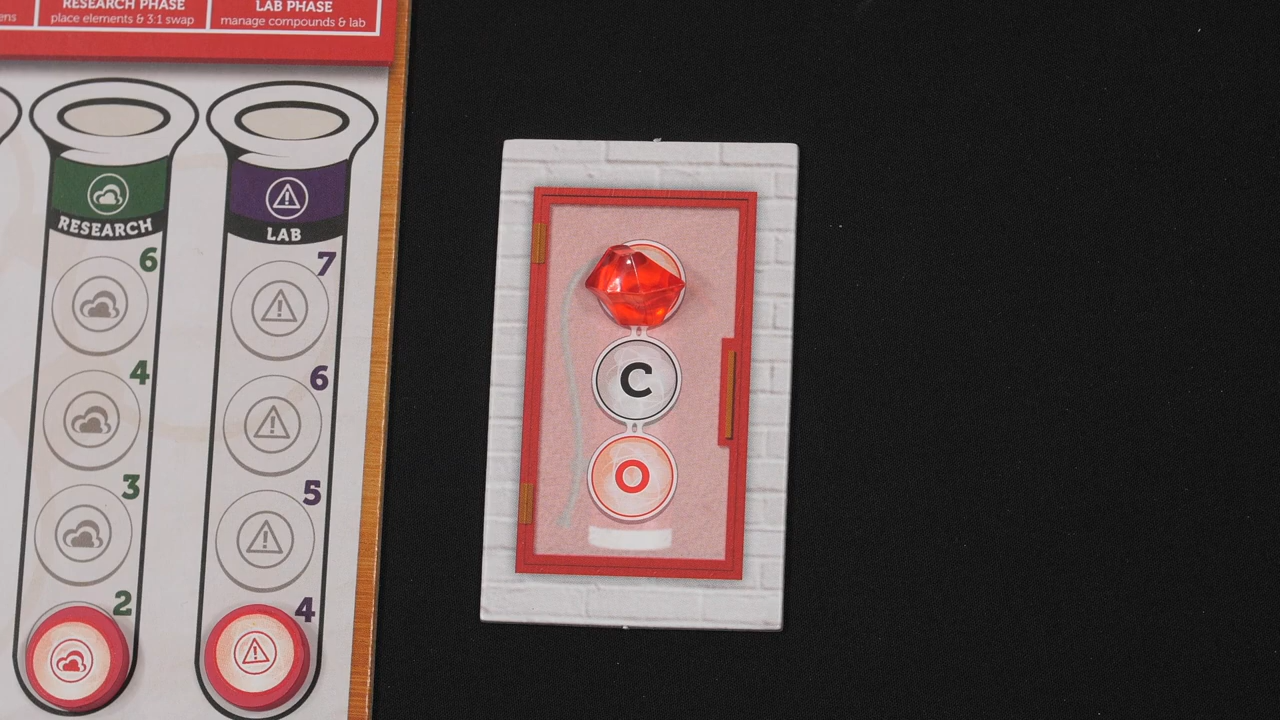 ens
RESEARCH PHASE
place elements & 3:1 swap
LAB PHASE
manage compounds & lab
RESEARCH
6
4
3
2
LAB
7
6
5
4
C
O